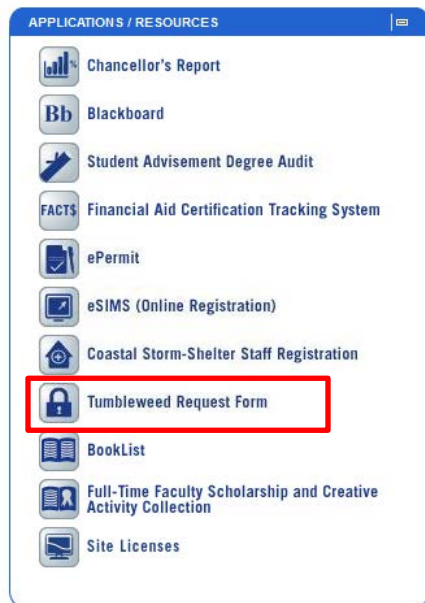 APPLICATIONS / RESOURCES
% Chancellor's Report
Bb Blackboard
Student Advisement Degree Audit
FACT$ Financial Aid Certification Tracking System
ePermit
eSIMS (Online Registration)
Coastal Storm-Shelter Staff Registration
Tumbleweed Request Form
BookList
Full-Time Faculty Scholarship and Creative
Activity Collection
Site Licenses